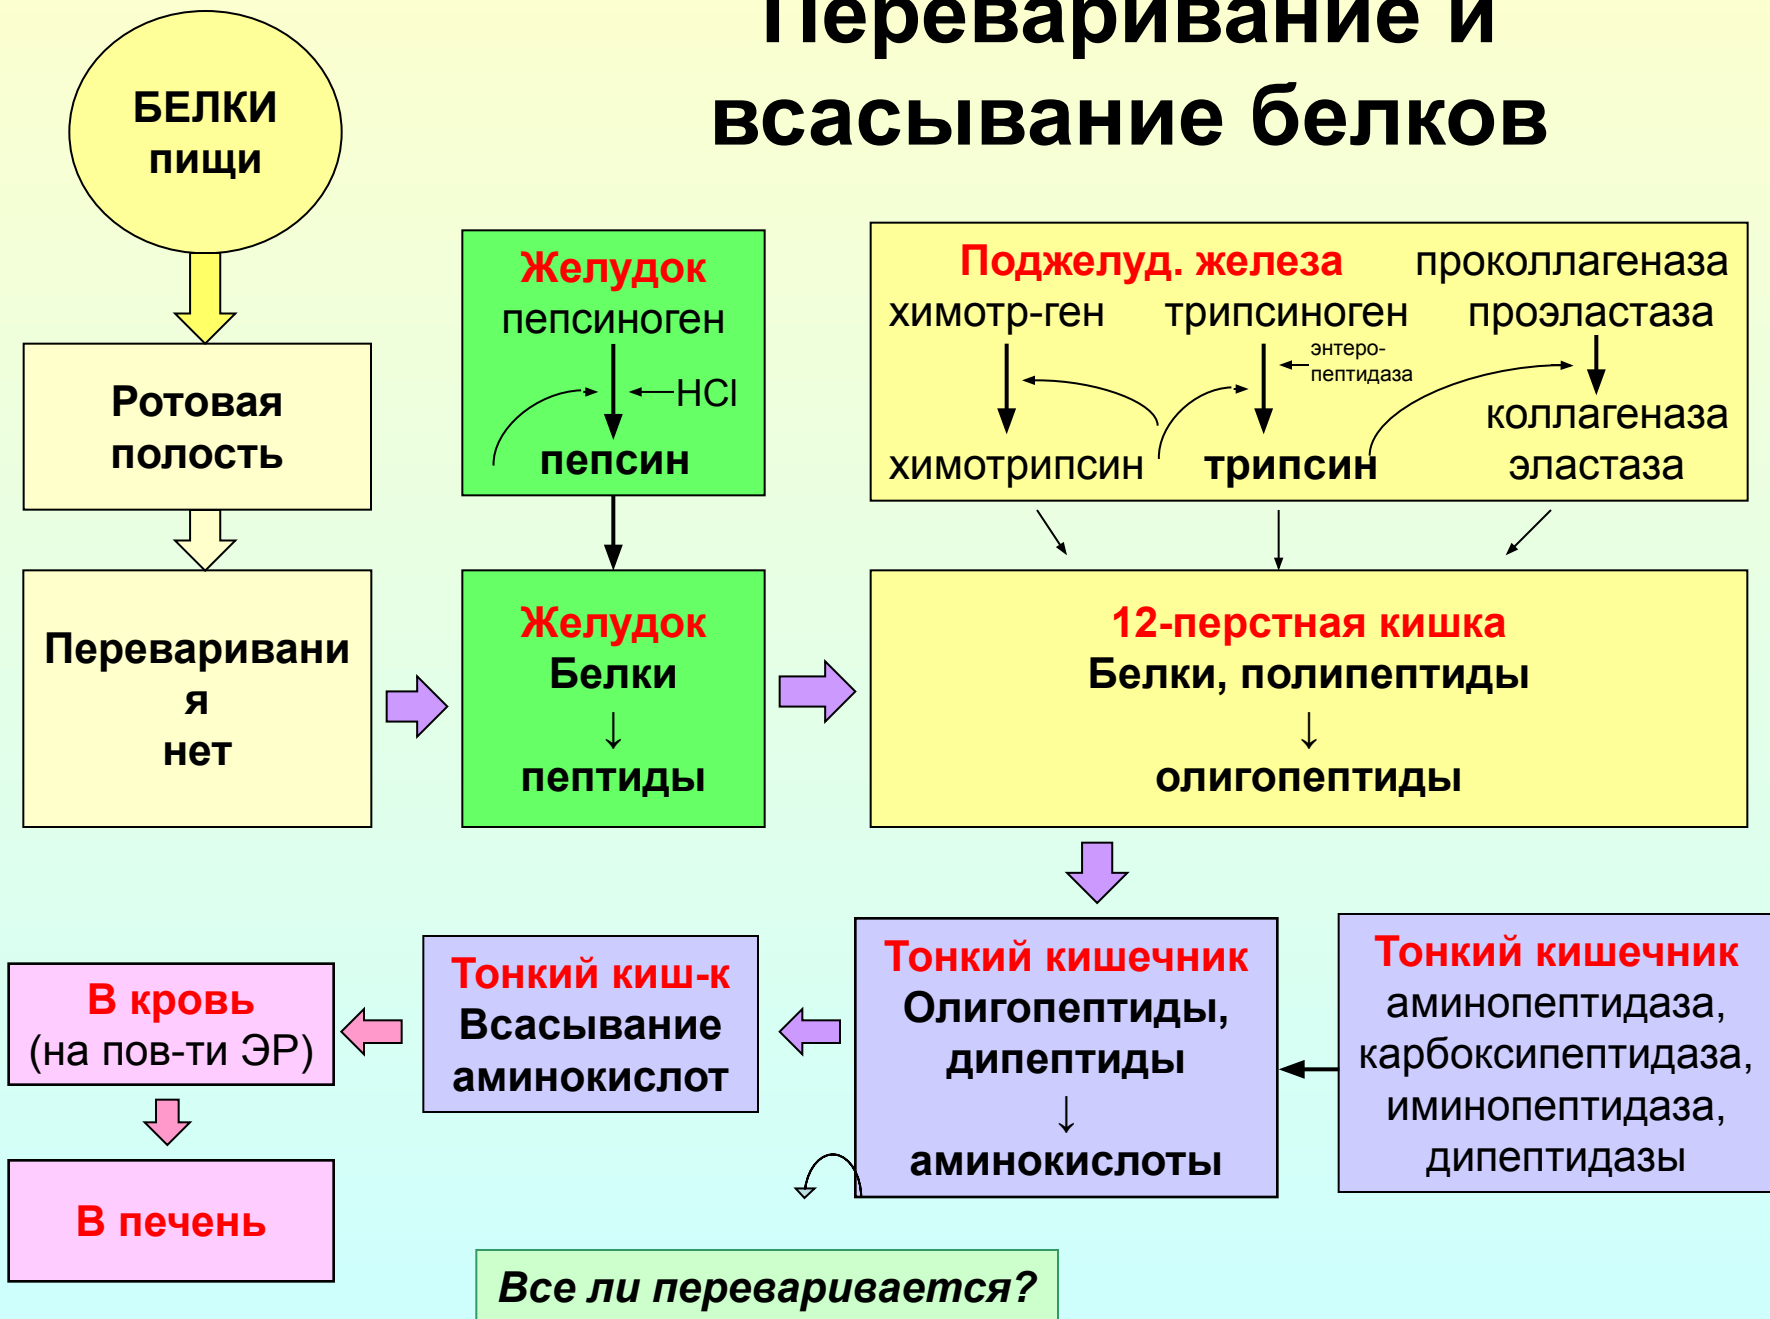 Переваривание и
всасывание белков
БЕЛКИ
пищи
Ротовая
полость
Переваривани
я
нет
Желудок
пепсиноген
HCl
пепсин
Желудок
Белки
↓
пептиды
Поджелуд. железа
проколлагеназа
химотр-ген
трипсиноген
проэластаза
энтеро-
пептидаза
коллагеназа
химотрипсин
трипсин
эластаза
12-перстная кишка
Белки, полипептиды
↓
олигопептиды
Тонкий кишечник
аминопептидаза,
карбоксипептидаза,
иминопептидаза,
дипептидазы
Тонкий кишечник
Олигопептиды,
дипептиды
↓
аминокислоты
Тонкий киш-к
Всасывание
аминокислот
В кровь
(на пов-ти ЭР)
В печень
Все ли переваривается?